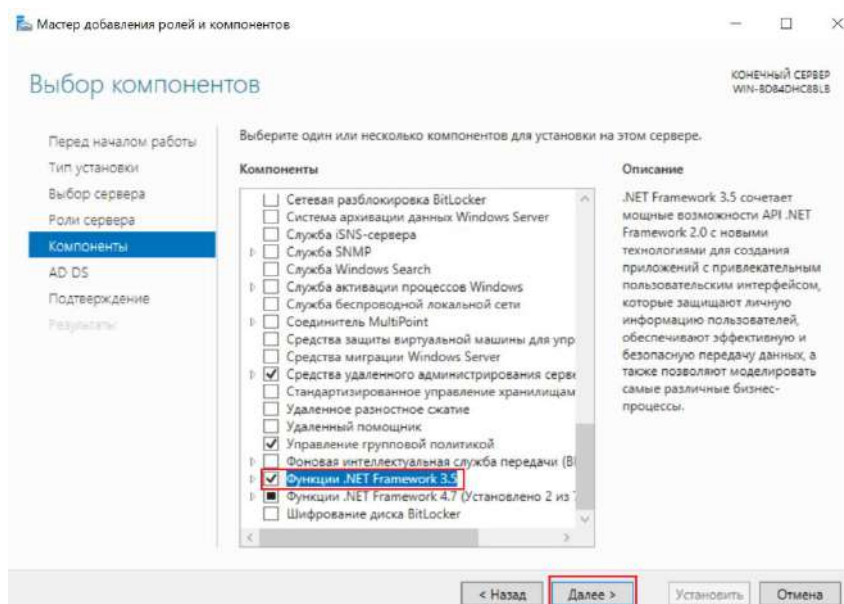 Мастер добавления ролей и компонентов
Выбор компонентов
КОНЕЧНЫЙ СЕРВЕР
WIN-8D84DHC88LB
Перед началом работы
Тип установки
Выбор сервера
Роли сервера
Компоненты
AD DS
Подтверждение
Результаты
Выберите один или несколько компонентов для установки на этом сервере.
Компоненты
Сетевая разблокировка BitLocker
Система архивации данных Windows Server
Служба iSNS-сервера
Служба SNMP
Служба Windows Search
Служба активации процессов Windows
Служба беспроводной локальной сети
Соединитель MultiPoint
Средства защиты виртуальной машины для упр
Средства миграции Windows Server
Средства удаленного администрирования серве
Стандартизированное управление хранилищам
Удаленное разностное сжатие
Удаленный помощник
Управление групповой политикой
Фоновая интеллектуальная служба передачи (BI
Функции .NET Framework 3.5
Функции .NET Framework 4.7 (Установлено 2 из 7
Шифрование диска BitLocker
Описание
.NET Framework 3.5 сочетает
мощные возможности API .NET
Framework 2.0 с новыми
технологиями для создания
приложений с привлекательным
пользовательским интерфейсом,
которые защищают личную
информацию пользователей,
обеспечивают эффективную и
безопасную передачу данных, а
также позволяют моделировать
самые различные бизнес-
процессы.
< Назад
Далее >
Установить
Отмена